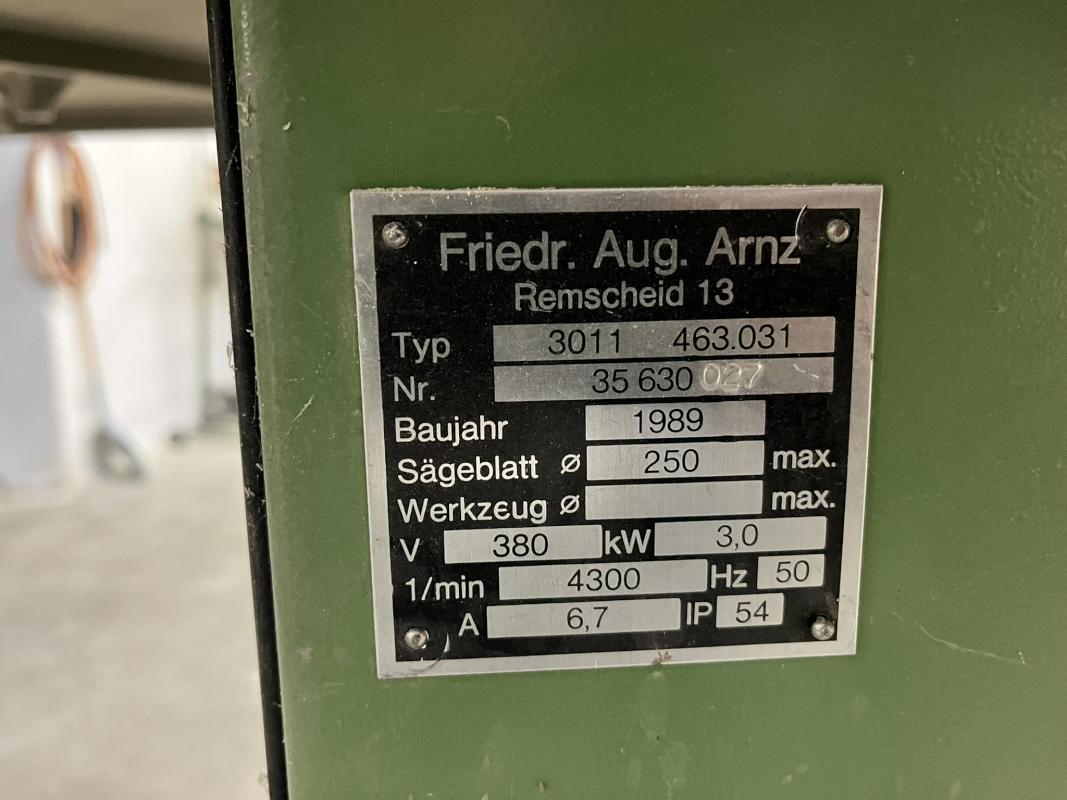 Friedr. Aug. Arnz
Remscheid 13
Typ 3011 463.031
Nr. 35 630 027
Baujahr 1989
Sägeblatt ⌀ 250 max.
Werkzeug ⌀ max.
V 380 kW 3,0
1/min 4300 Hz 50
A 6,7 IP 54